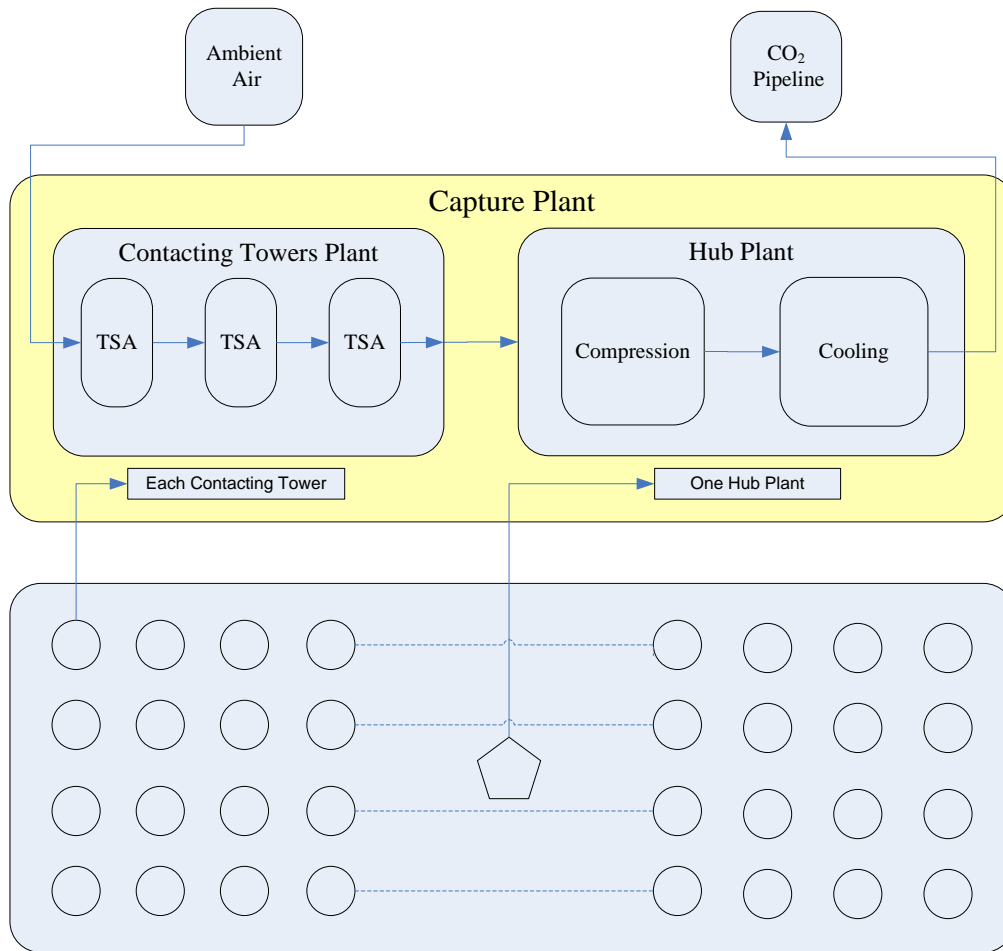 Ambient
Air
CO₂
Pipeline
Capture Plant
Contacting Towers Plant
Hub Plant
TSA
TSA
TSA
Compression
Cooling
Each Contacting Tower
One Hub Plant